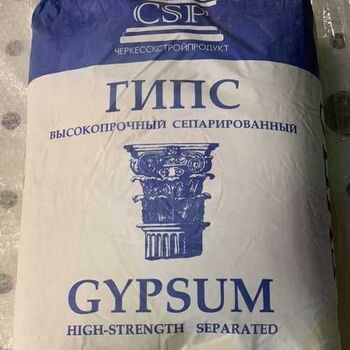 CSP
ЧЕРКЕССКСТРОЙПРОДУКТ
ГИПС
ВЫСОКОПРОЧНЫЙ СЕПАРИРОВАННЫЙ
GYPSUM
HIGH-STRENGTH SEPARATED